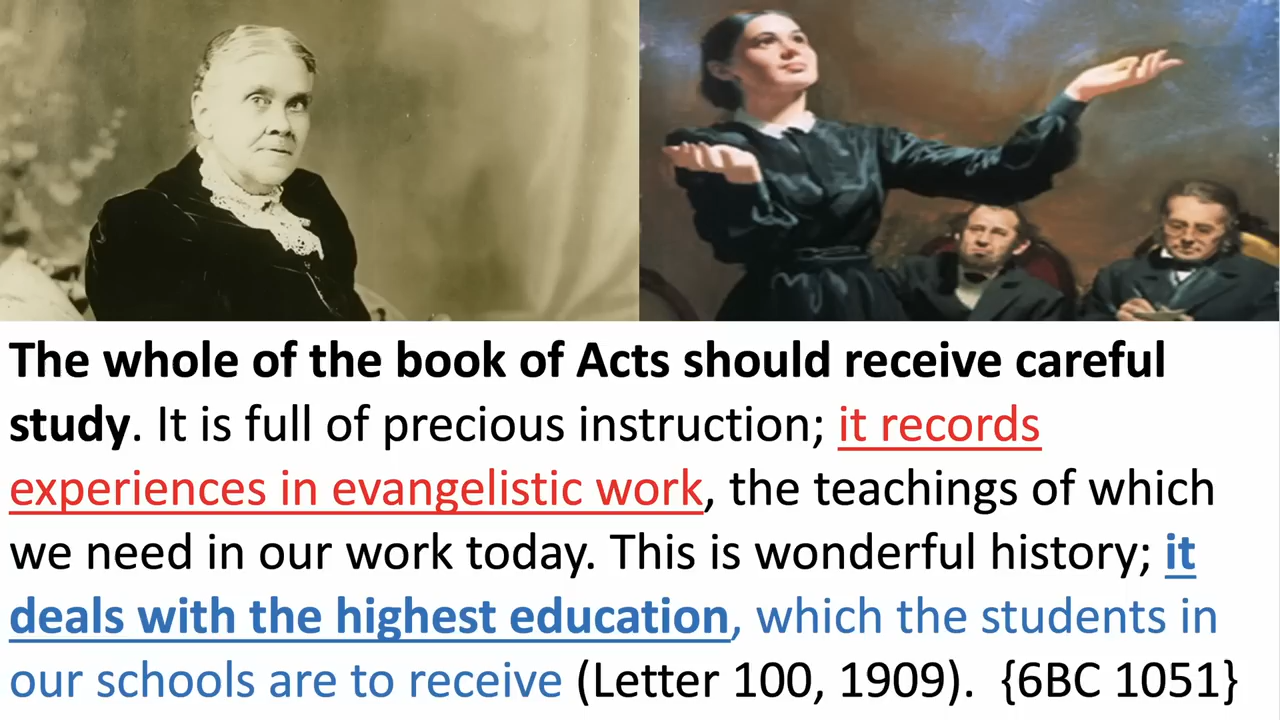 The whole of the book of Acts should receive careful
study. It is full of precious instruction; it records
experiences in evangelistic work, the teachings of which
we need in our work today. This is wonderful history; it
deals with the highest education, which the students in
our schools are to receive (Letter 100, 1909).  {6BC 1051}